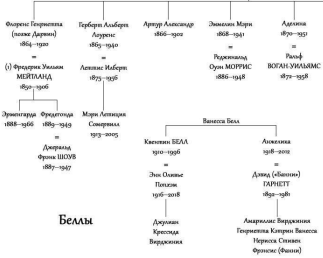 Флоренс Генриетта
(позже Дарвин)
1864–1920
=
(1) Фредерик Уильям
МЕЙТЛАНД
1850–1906
Эрменгарда
1888–1966
Фредегонда
1889–1949
=
Джеральд
Фрэнк ШОУВ
1887–1947
Герберт Альберт
Лоуренс
1865–1940
=
Леттис Илберт
1875–1956
Мэри Летиция
Сомервилл
1913–2005
Артур Александр
1866–1902
Эммелин Мэри
1868–1941
=
Реджинальд
Оуэн МОРРИС
1886–1948
Аделина
1870–1951
=
Ральф
ВОГАН-УИЛЬЯМС
1872–1958
Ванесса Белл
Квентин БЕЛЛ
1910–1996
=
Энн Оливье
Попхэм
1916–2018
Джулиан
Крессида
Вирджиния
Анжелика
1918–2012
=
Дэвид («Банни»)
ГАРНЕТТ
1892–1981
Амариллис Вирджиния
Генриетта Кэтрин Ванесса
Нерисса Стивен
Фрэнсис (Фанни)
Беллы